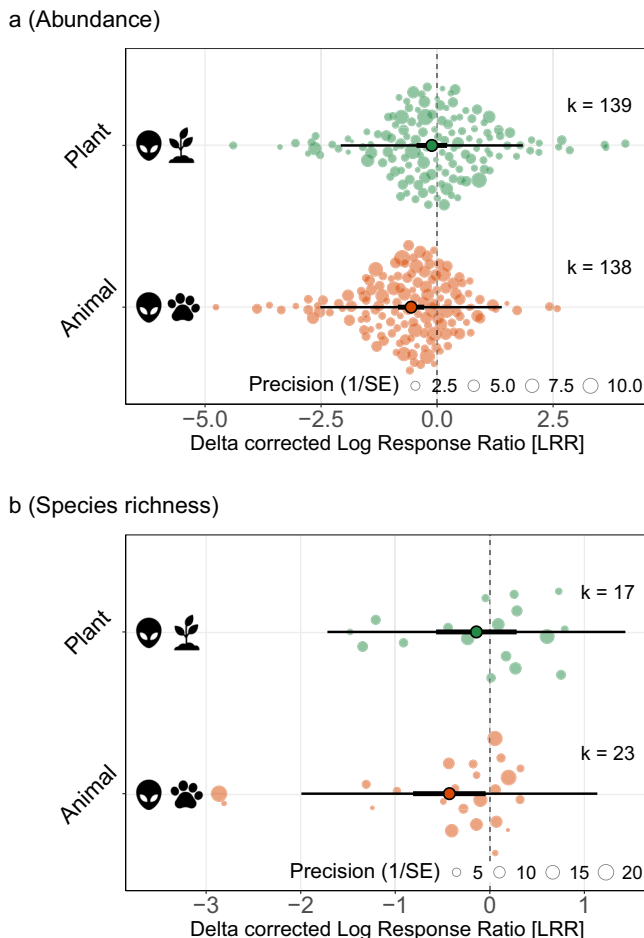 a (Abundance)
Plant
k = 139
Animal
k = 138
Precision (1/SE) 2.5 5.0 7.5 10.0
−5.0 −2.5 0.0 2.5
Delta corrected Log Response Ratio [LRR]
b (Species richness)
Plant
k = 17
Animal
k = 23
Precision (1/SE) 5 10 15 20
−3 −2 −1 0 1
Delta corrected Log Response Ratio [LRR]